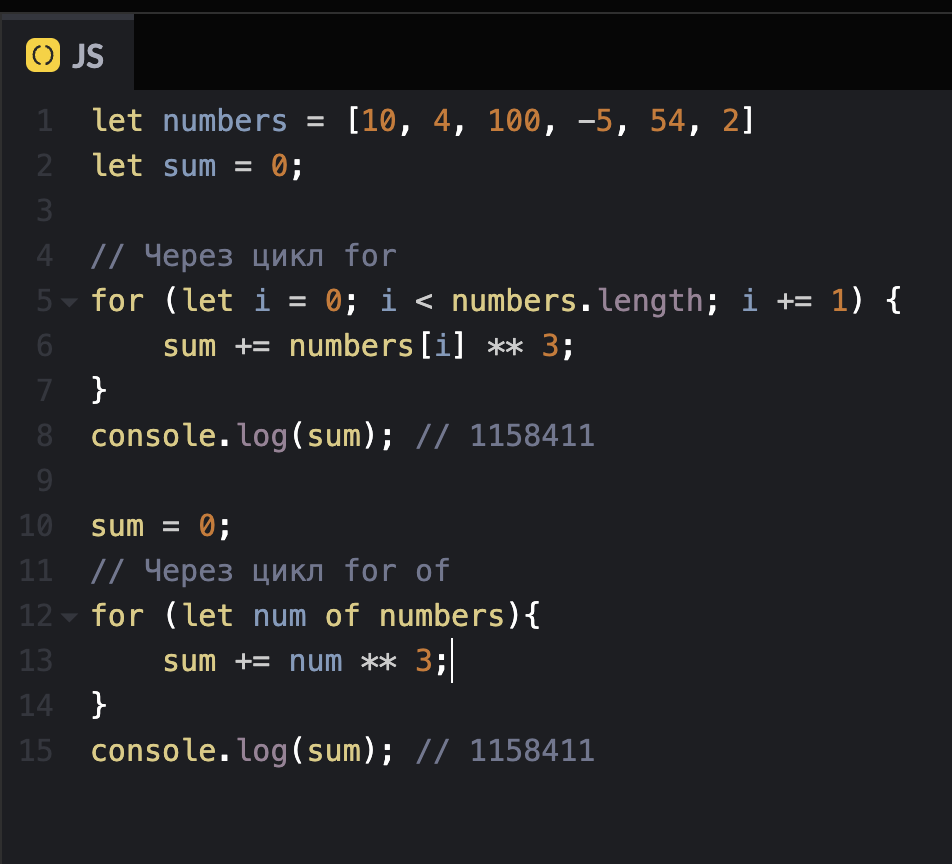 JS
1 let numbers = [10, 4, 100, -5, 54, 2]
2 let sum = 0;
3
4 // Через цикл for
5 for (let i = 0; i < numbers.length; i += 1) {
6     sum += numbers[i] ** 3;
7 }
8 console.log(sum); // 1158411
9
10 sum = 0;
11 // Через цикл for of
12 for (let num of numbers){
13     sum += num ** 3;
14 }
15 console.log(sum); // 1158411